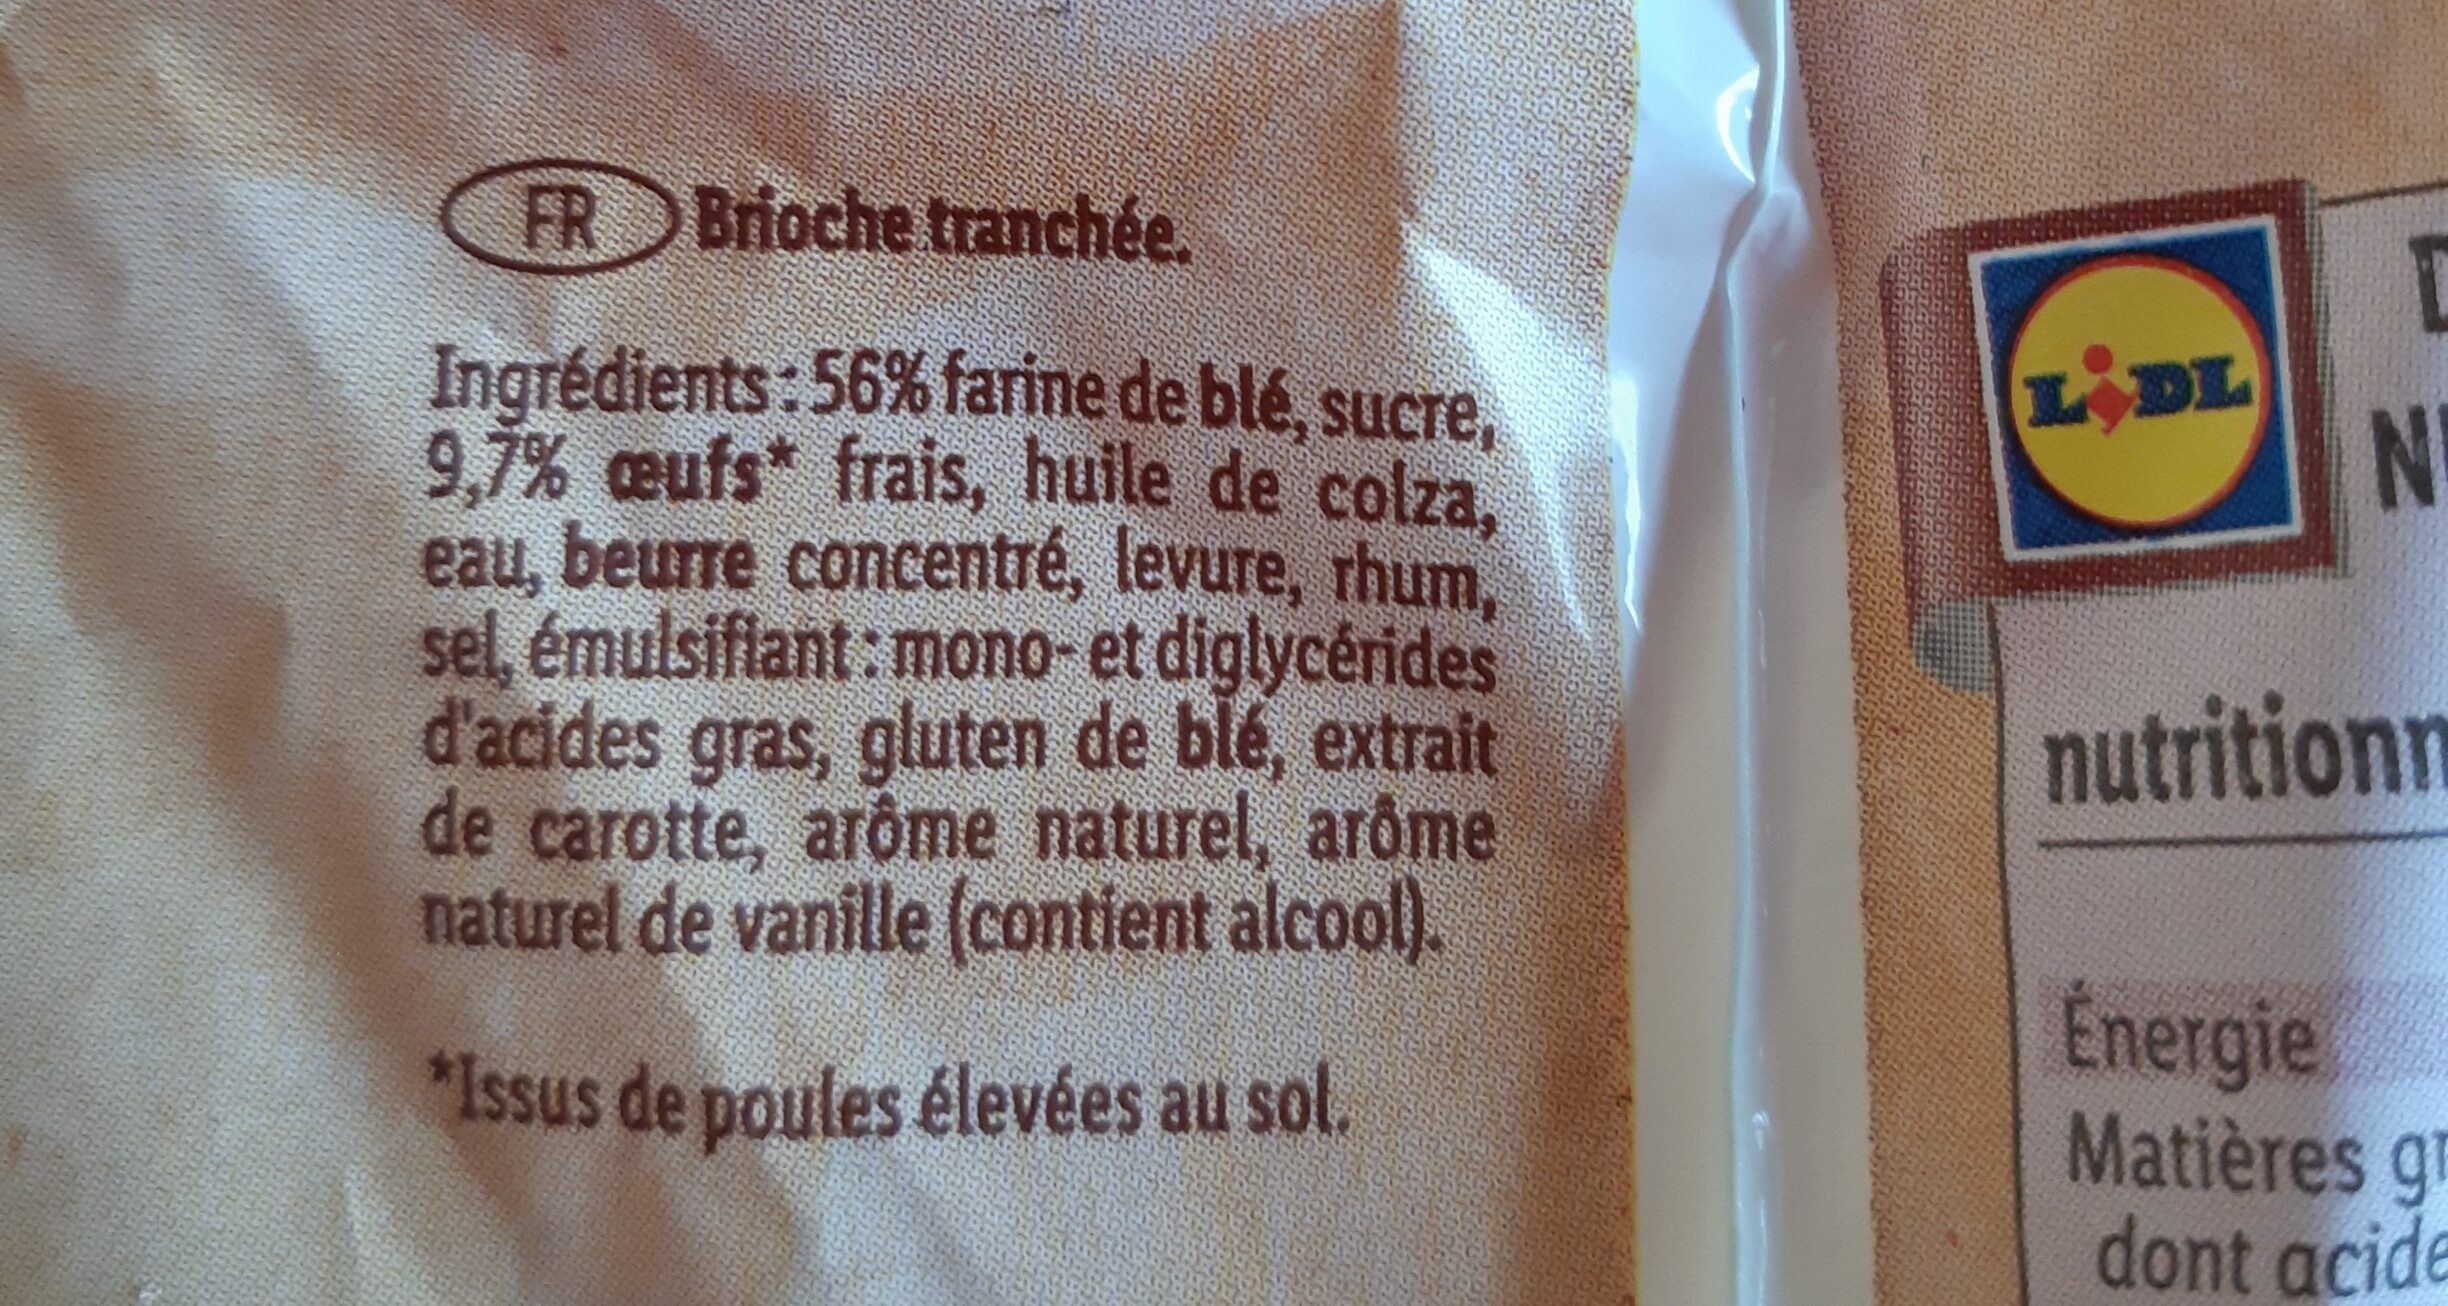 FR Brioche tranchée.
Ingrédients : 56% farine de blé, sucre,
9,7% œufs* frais, huile de colza,
eau, beurre concentré, levure, rhum,
sel, émulsifiant : mono- et diglycérides
d'acides gras, gluten de blé, extrait
de carotte, arôme naturel, arôme
naturel de vanille (contient alcool).
*Issus de poules élevées au sol.
LIDL
nutritionn
Énergie
Matières gr
dont acide